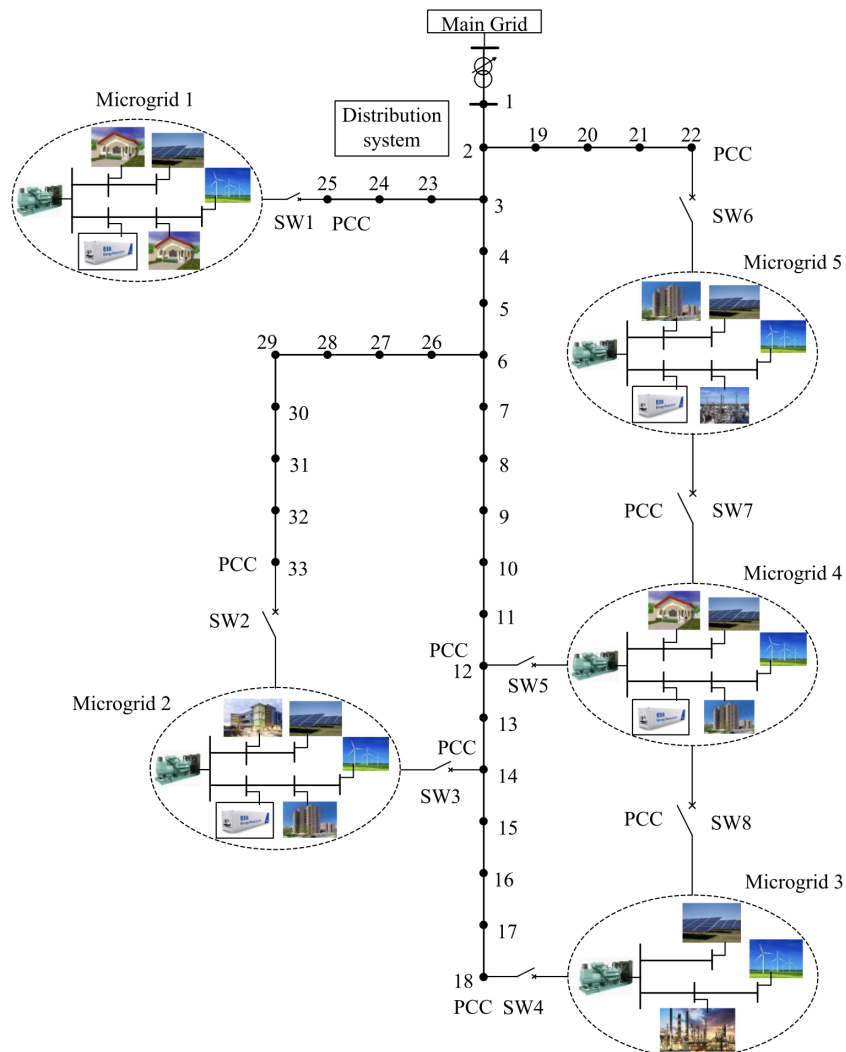 Main Grid
1
Microgrid 1
Distribution
system
2
19
20
21
22
PCC
25
24
23
3
SW1
PCC
SW6
4
Microgrid 5
5
29
28
27
26
6
30
7
31
8
32
9
PCC
SW7
PCC
33
10
Microgrid 4
SW2
11
PCC
12
SW5
Microgrid 2
13
PCC
14
SW3
PCC
SW8
15
16
Microgrid 3
17
18
PCC
SW4